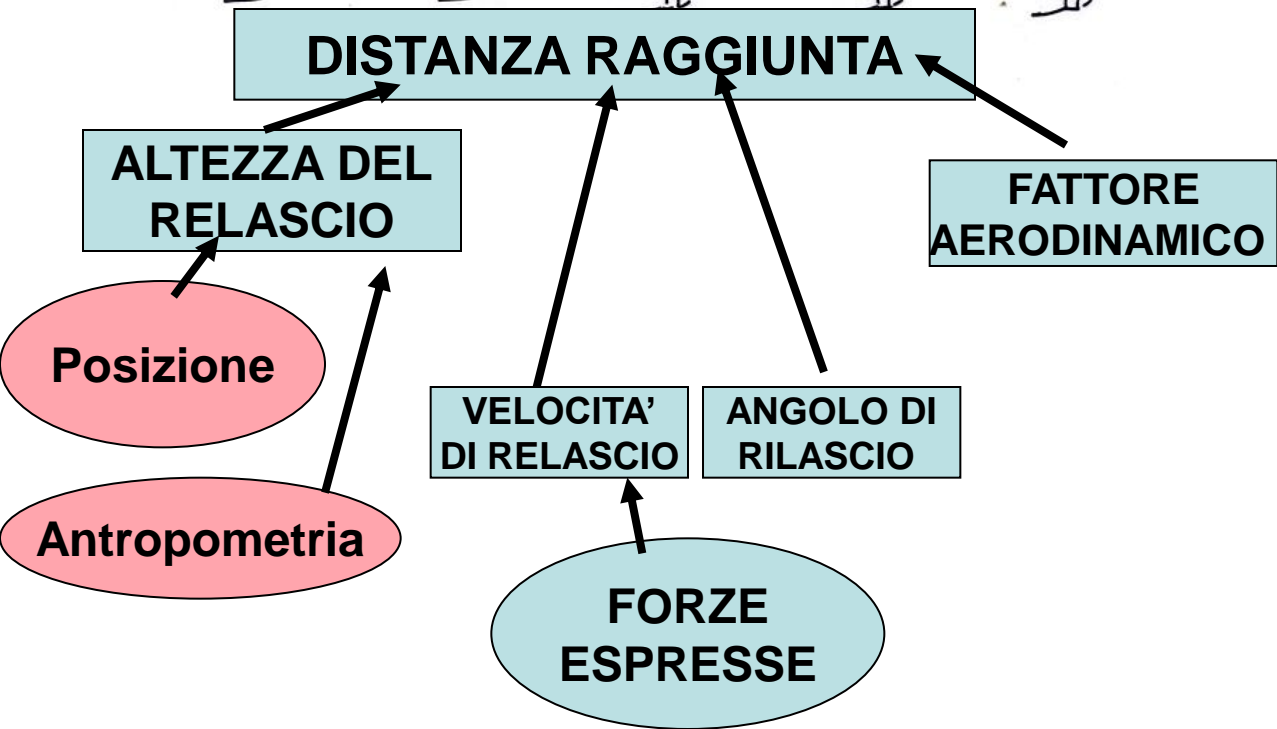 DISTANZA RAGGIUNTA
ALTEZZA DEL
RELASCIO
FATTORE
AERODINAMICO
Posizione
VELOCITA’
DI RELASCIO
ANGOLO DI
RILASCIO
Antropometria
FORZE
ESPRESSE